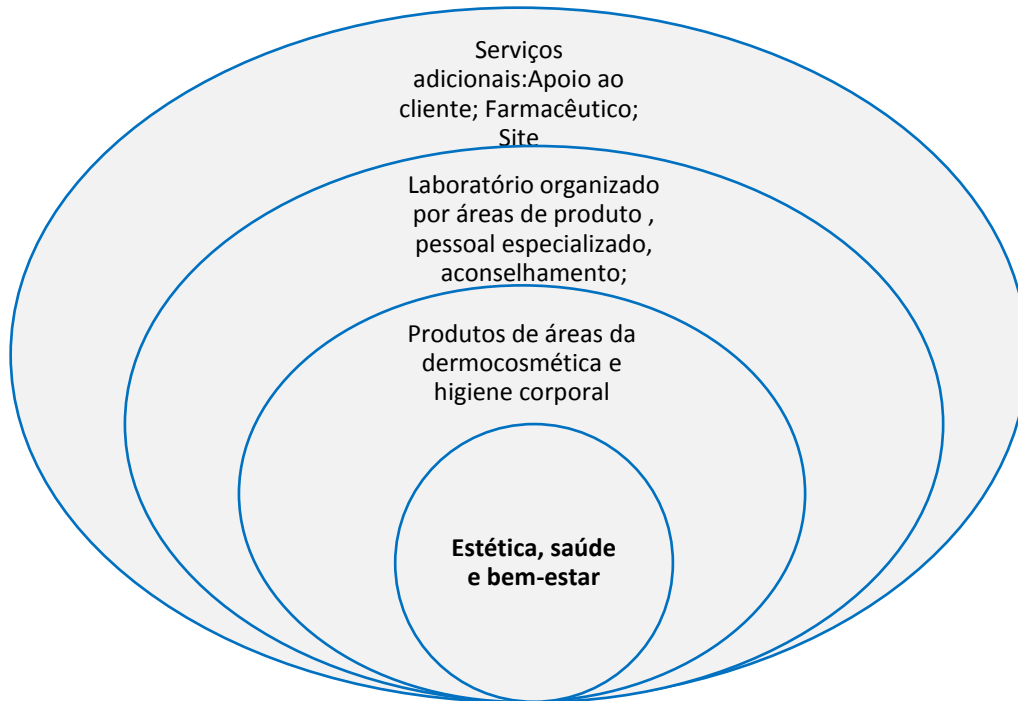 Serviços
adicionais:Apoio ao
cliente; Farmacêutico;
Site
Laboratório organizado
por áreas de produto ,
pessoal especializado,
aconselhamento;
Produtos de áreas da
dermocosmética e
higiene corporal
Estética, saúde
e bem-estar